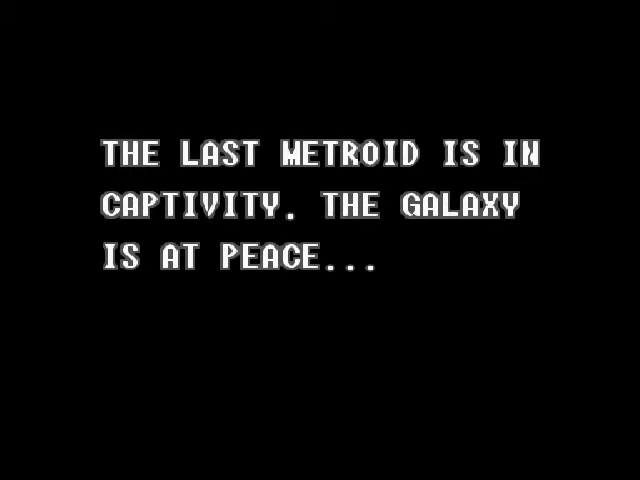 THE LAST METROID IS IN
CAPTIVITY. THE GALAXY
IS AT PEACE...